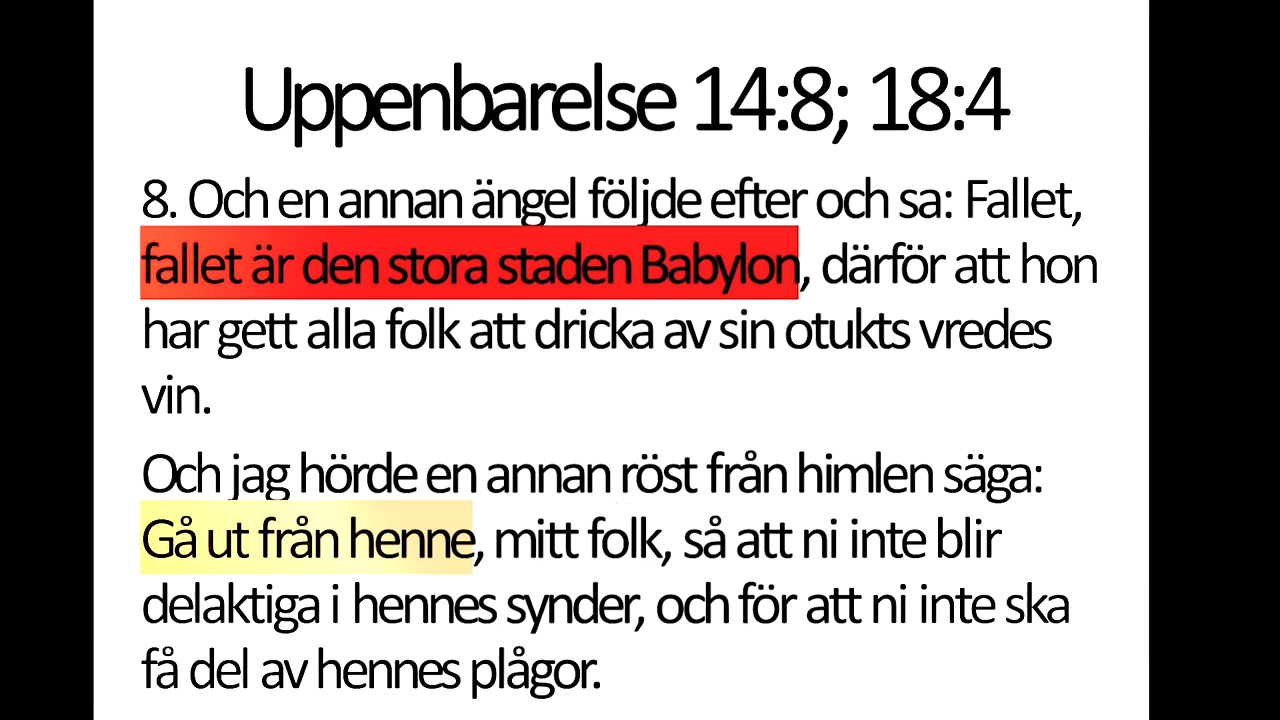 Uppenbarelse 14:8; 18:4
8. Och en annan ängel följde efter och sa: Fallet,
fallet är den stora staden Babylon, därför att hon
har gett alla folk att dricka av sin otukts vredes
vin.
Och jag hörde en annan röst från himlen säga:
Gå ut från henne, mitt folk, så att ni inte blir
delaktiga i hennes synder, och för att ni inte ska
få del av hennes plågor.